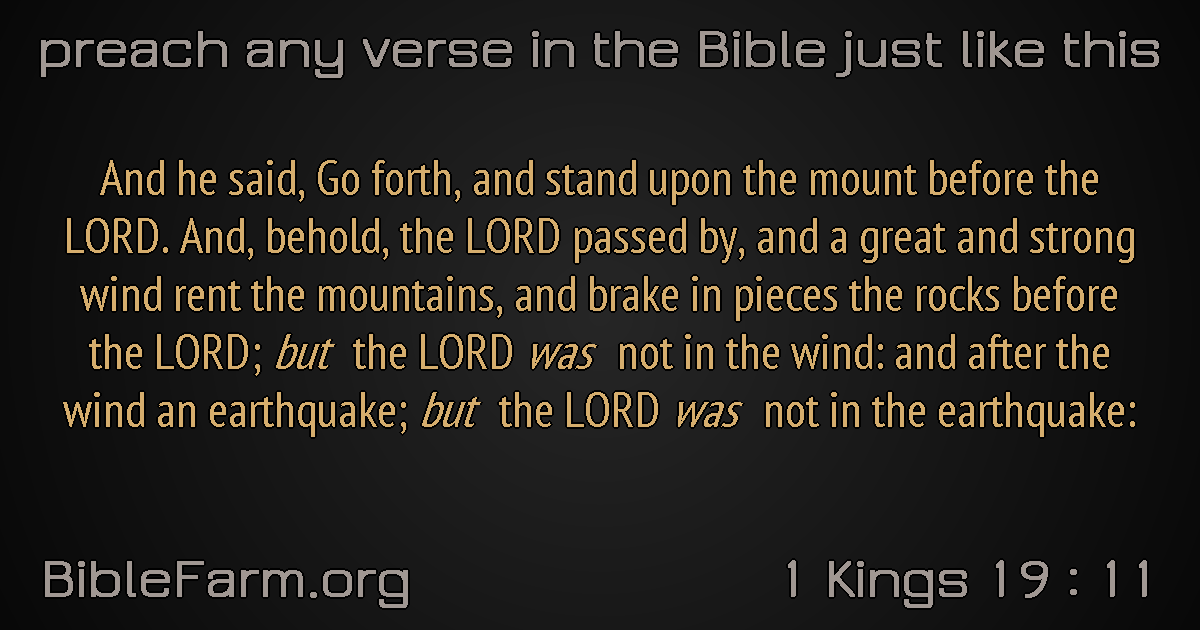 preach any verse in the Bible just like this
And he said, Go forth, and stand upon the mount before the
LORD. And, behold, the LORD passed by, and a great and strong
wind rent the mountains, and brake in pieces the rocks before
the LORD; but the LORD was not in the wind: and after the
wind an earthquake; but the LORD was not in the earthquake:
BibleFarm.org
1 Kings 19 : 11